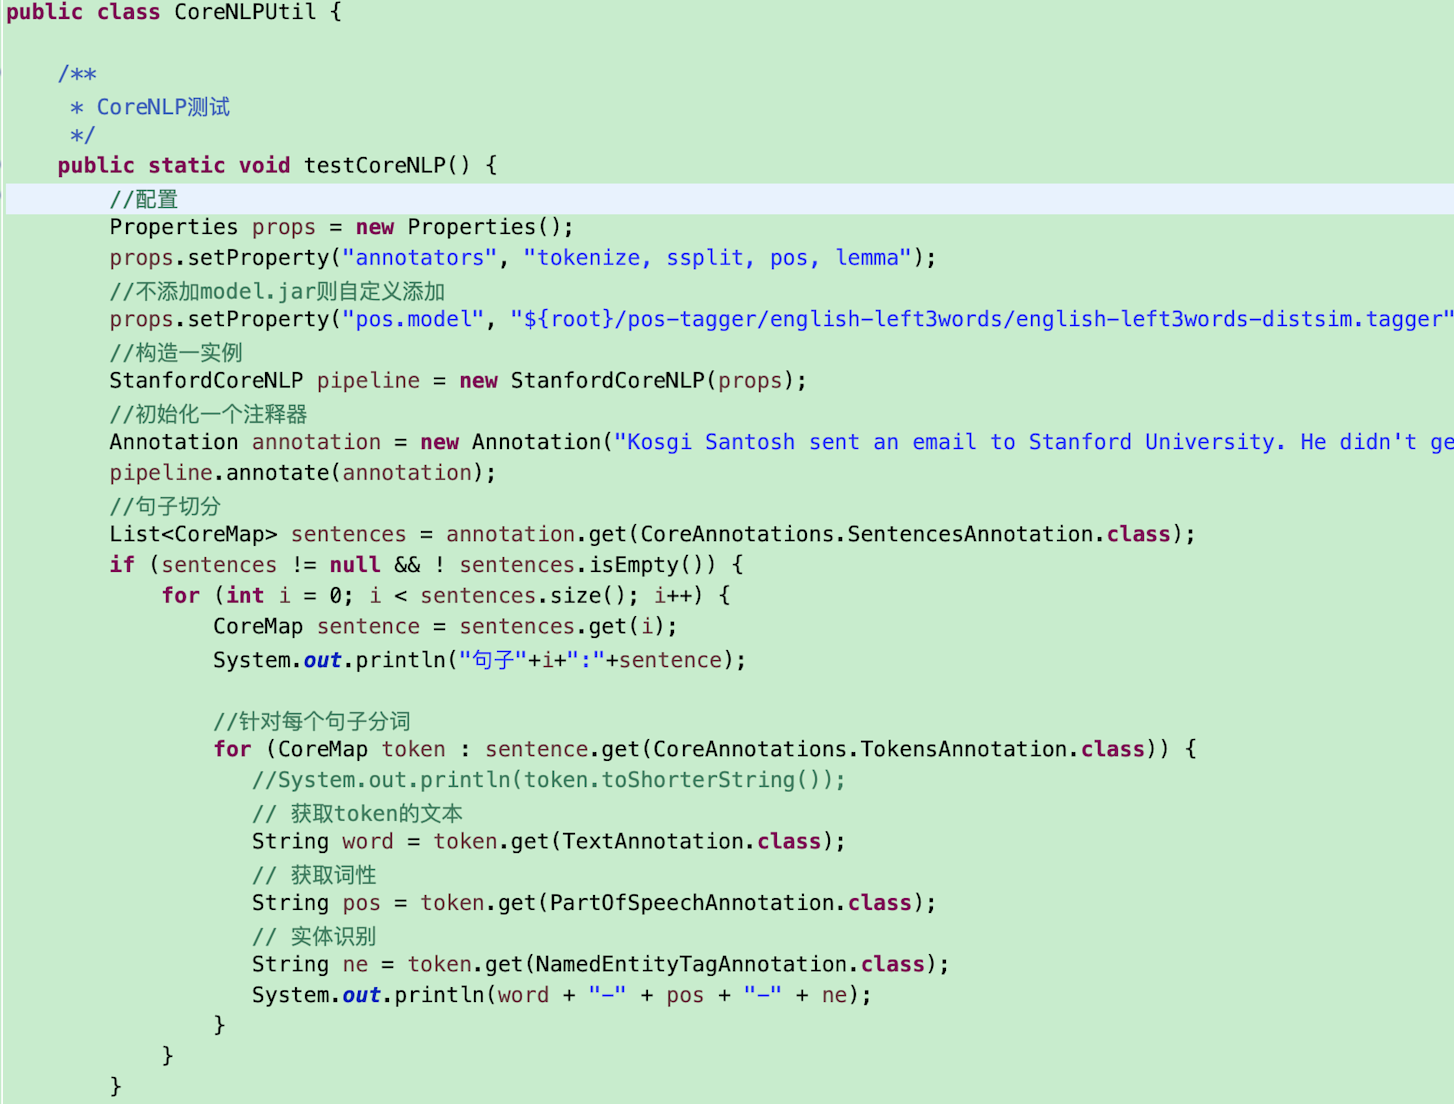 public class CoreNLPUtil {
/**
* CoreNLP测试
*/
public static void testCoreNLP() {
//配置
Properties props = new Properties();
props.setProperty("annotators", "tokenize, ssplit, pos, lemma");
//不添加model.jar则自定义添加
props.setProperty("pos.model", "${root}/pos-tagger/english-left3words/english-left3words-distsim.tagger"
//构造一实例
StanfordCoreNLP pipeline = new StanfordCoreNLP(props);
//初始化一个注释器
Annotation annotation = new Annotation("Kosgi Santosh sent an email to Stanford University. He didn't ge
pipeline.annotate(annotation);
//句子切分
List<CoreMap> sentences = annotation.get(CoreAnnotations.SentencesAnnotation.class);
if (sentences != null && ! sentences.isEmpty()) {
for (int i = 0; i < sentences.size(); i++) {
CoreMap sentence = sentences.get(i);
System.out.println("句子"+i+":"+sentence);
//针对每个句子分词
for (CoreMap token : sentence.get(CoreAnnotations.TokensAnnotation.class)) {
//System.out.println(token.toShorterString());
// 获取token的文本
String word = token.get(TextAnnotation.class);
// 获取词性
String pos = token.get(PartOfSpeechAnnotation.class);
// 实体识别
String ne = token.get(NamedEntityTagAnnotation.class);
System.out.println(word + "-" + pos + "-" + ne);
}
}
}